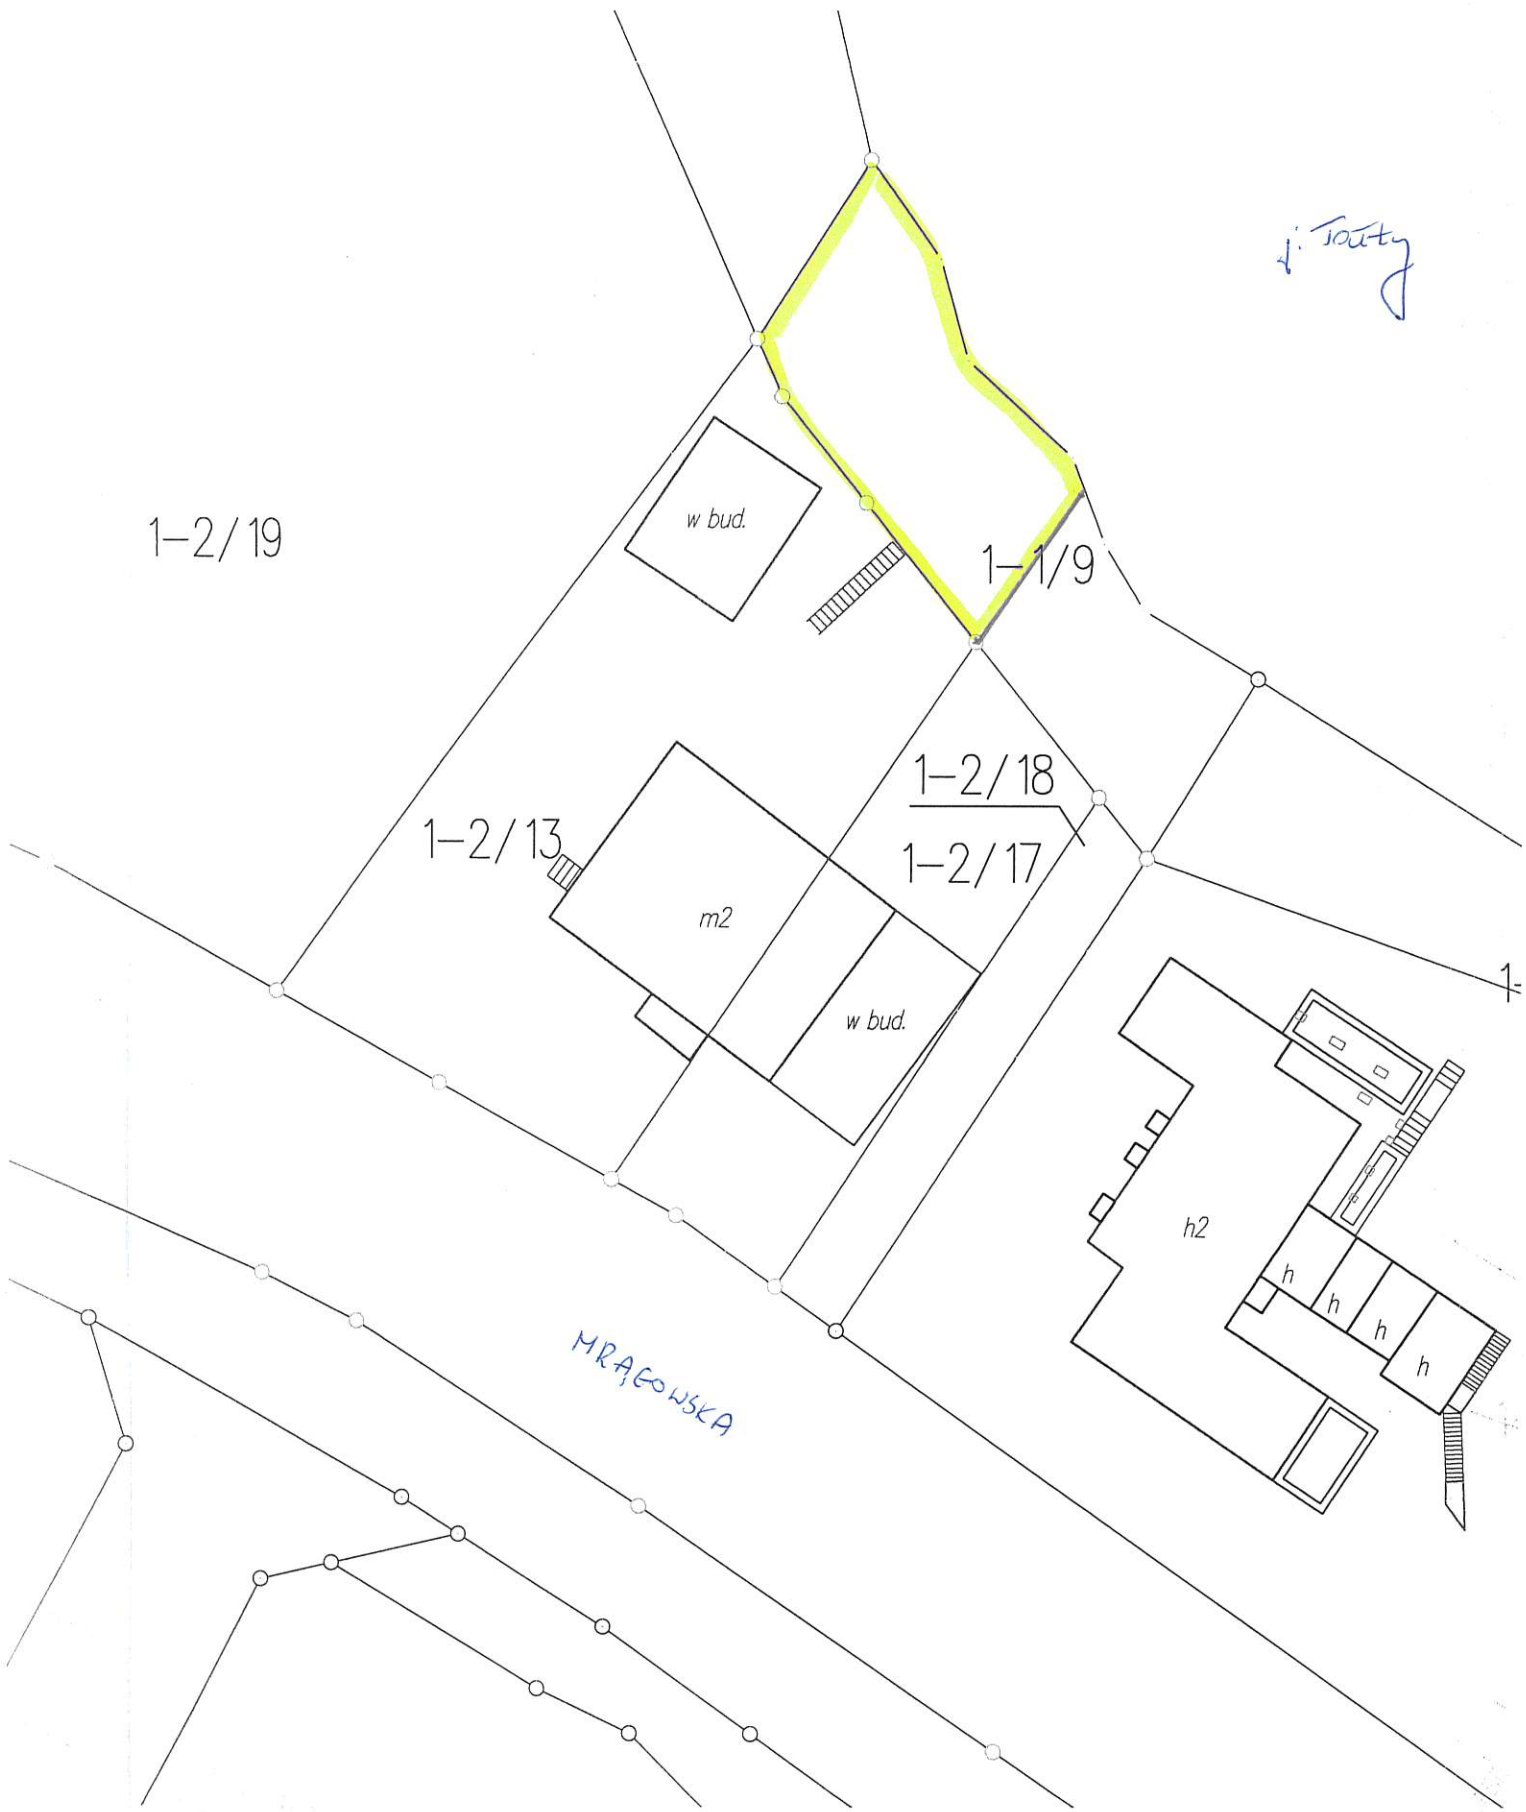 j. Tałty
w bud.
1-2/19
1-1/9
1-2/18
1-2/13
1-2/17
m2
1-
w bud.
h2
h
h
h
h
MRĄGOWSKA